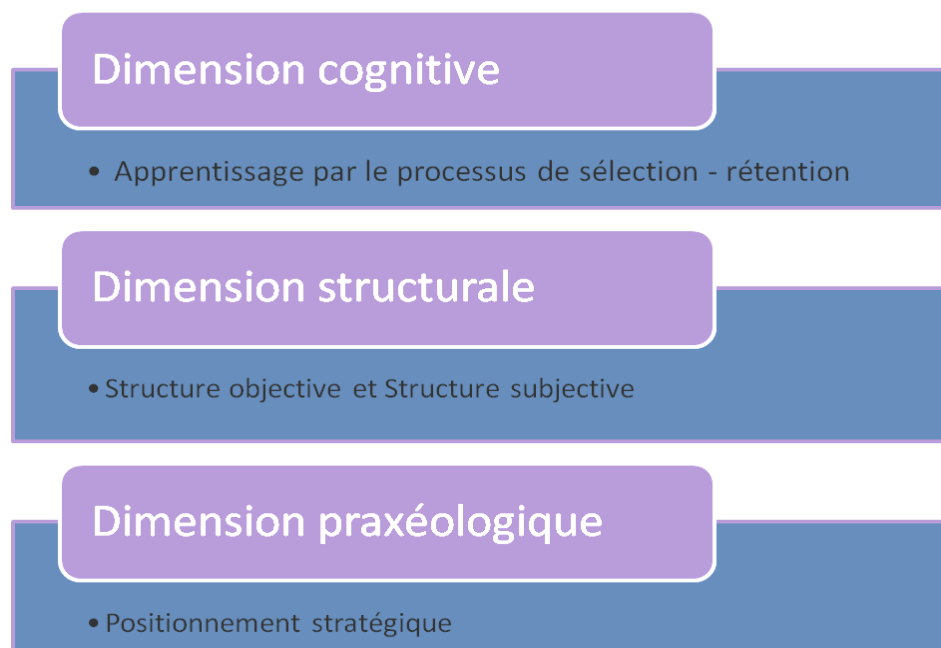 Dimension cognitive
• Apprentissage par le processus de sélection - rétention
Dimension structurale
• Structure objective et Structure subjective
Dimension praxéologique
• Positionnement stratégique